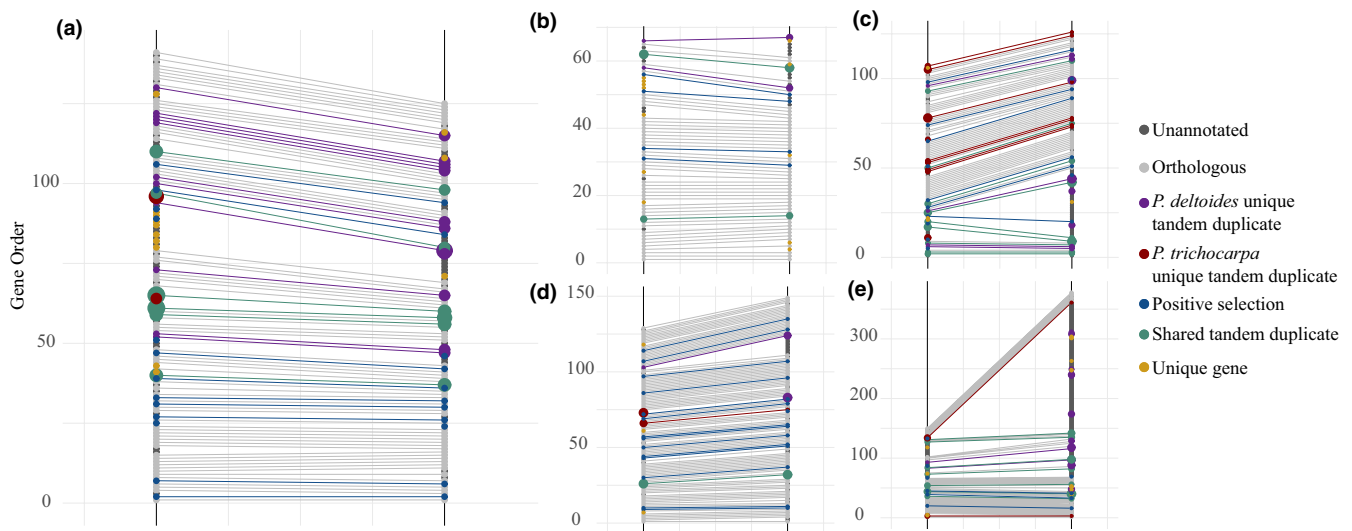 (a)
Gene Order
100
50
0
(b)
60
40
20
0
(c)
100
50
0
(d)
150
100
50
0
(e)
300
200
100
0
Unannotated
Orthologous
P. deltoides unique
tandem duplicate
P. trichocarpa
unique tandem duplicate
Positive selection
Shared tandem duplicate
Unique gene